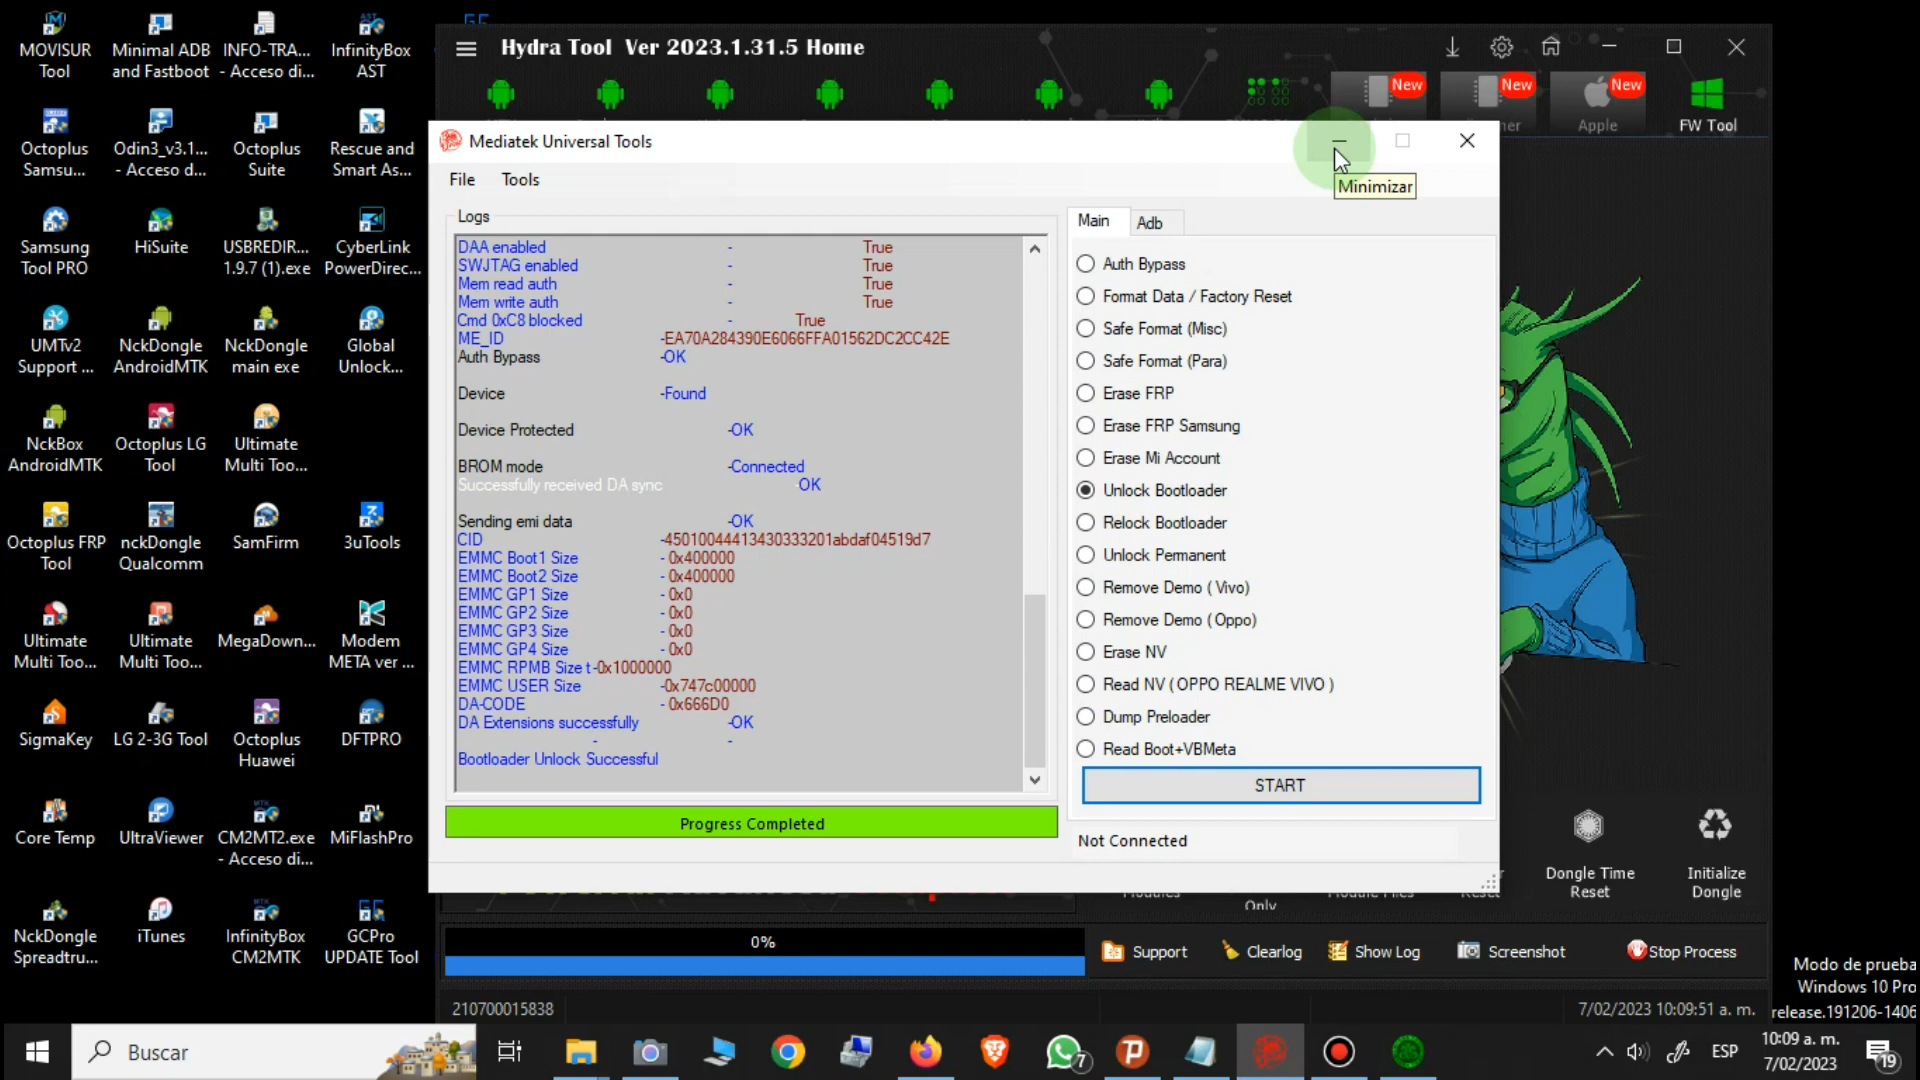 MOVISUR
Tool
Minimal ADB
and Fastboot
INFO-TRA...
- Acceso di...
InfinityBox
AST
Octoplus
Samsu...
Odin3_v3.1...
- Acceso d...
Octoplus
Suite
Rescue and
Smart As...
Samsung
Tool PRO
HiSuite
USBREDIR...
1.9.7 (1).exe
CyberLink
PowerDirec...
UMTv2
Support ...
NckDongle
AndroidMTK
NckDongle
main exe
Global
Unlock...
NckBox
AndroidMTK
Octoplus LG
Tool
Ultimate
Multi Too...
Octoplus FRP
Tool
nckDongle
Qualcomm
SamFirm
3uTools
Ultimate
Multi Too...
Ultimate
Multi Too...
MegaDown...
Modem
META ver ...
SigmaKey
LG 2-3G Tool
Octoplus
Huawei
DFTPRO
Core Temp
UltraViewer
CM2MT2.exe
- Acceso di...
MiFlashPro
NckDongle
Spreadtru...
iTunes
InfinityBox
CM2MTK
GCPro
UPDATE Tool
Hydra Tool Ver 2023.1.31.5 Home
New
New
New
Apple
FW Tool
Mediatek Universal Tools
Minimizar
File Tools
Logs
DAA enabled - True
SWJTAG enabled - True
Mem read auth - True
Mem write auth - True
Cmd 0xC8 blocked - True
ME_ID -EA70A284390E6066FFA01562DC2CC42E
Auth Bypass -OK
Device -Found
Device Protected -OK
BROM mode -Connected
Successfully received DA sync -OK
Sending emi data -OK
CID -45010044413430333201abdaf04519d7
EMMC Boot1 Size - 0x400000
EMMC Boot2 Size - 0x400000
EMMC GP1 Size - 0x0
EMMC GP2 Size - 0x0
EMMC GP3 Size - 0x0
EMMC GP4 Size - 0x0
EMMC RPMB Size t-0x1000000
EMMC USER Size -0x747c00000
DA-CODE - 0x666D0
DA Extensions successfully -OK
- -
Bootloader Unlock Successful
Progress Completed
Main Adb
Auth Bypass
Format Data / Factory Reset
Safe Format (Misc)
Safe Format (Para)
Erase FRP
Erase FRP Samsung
Erase Mi Account
Unlock Bootloader
Relock Bootloader
Unlock Permanent
Remove Demo ( Vivo)
Remove Demo ( Oppo)
Erase NV
Read NV ( OPPO REALME VIVO )
Dump Preloader
Read Boot+VBMeta
START
Not Connected
Only
Dongle Time
Reset
Initialize
Dongle
0%
Support
Clearlog
Show Log
Screenshot
Stop Process
210700015838
7/02/2023 10:09:51 a. m.
Modo de prueba
Windows 10 Pro
release.191206-1406
Buscar
7
ESP
10:09 a. m.
7/02/2023
19